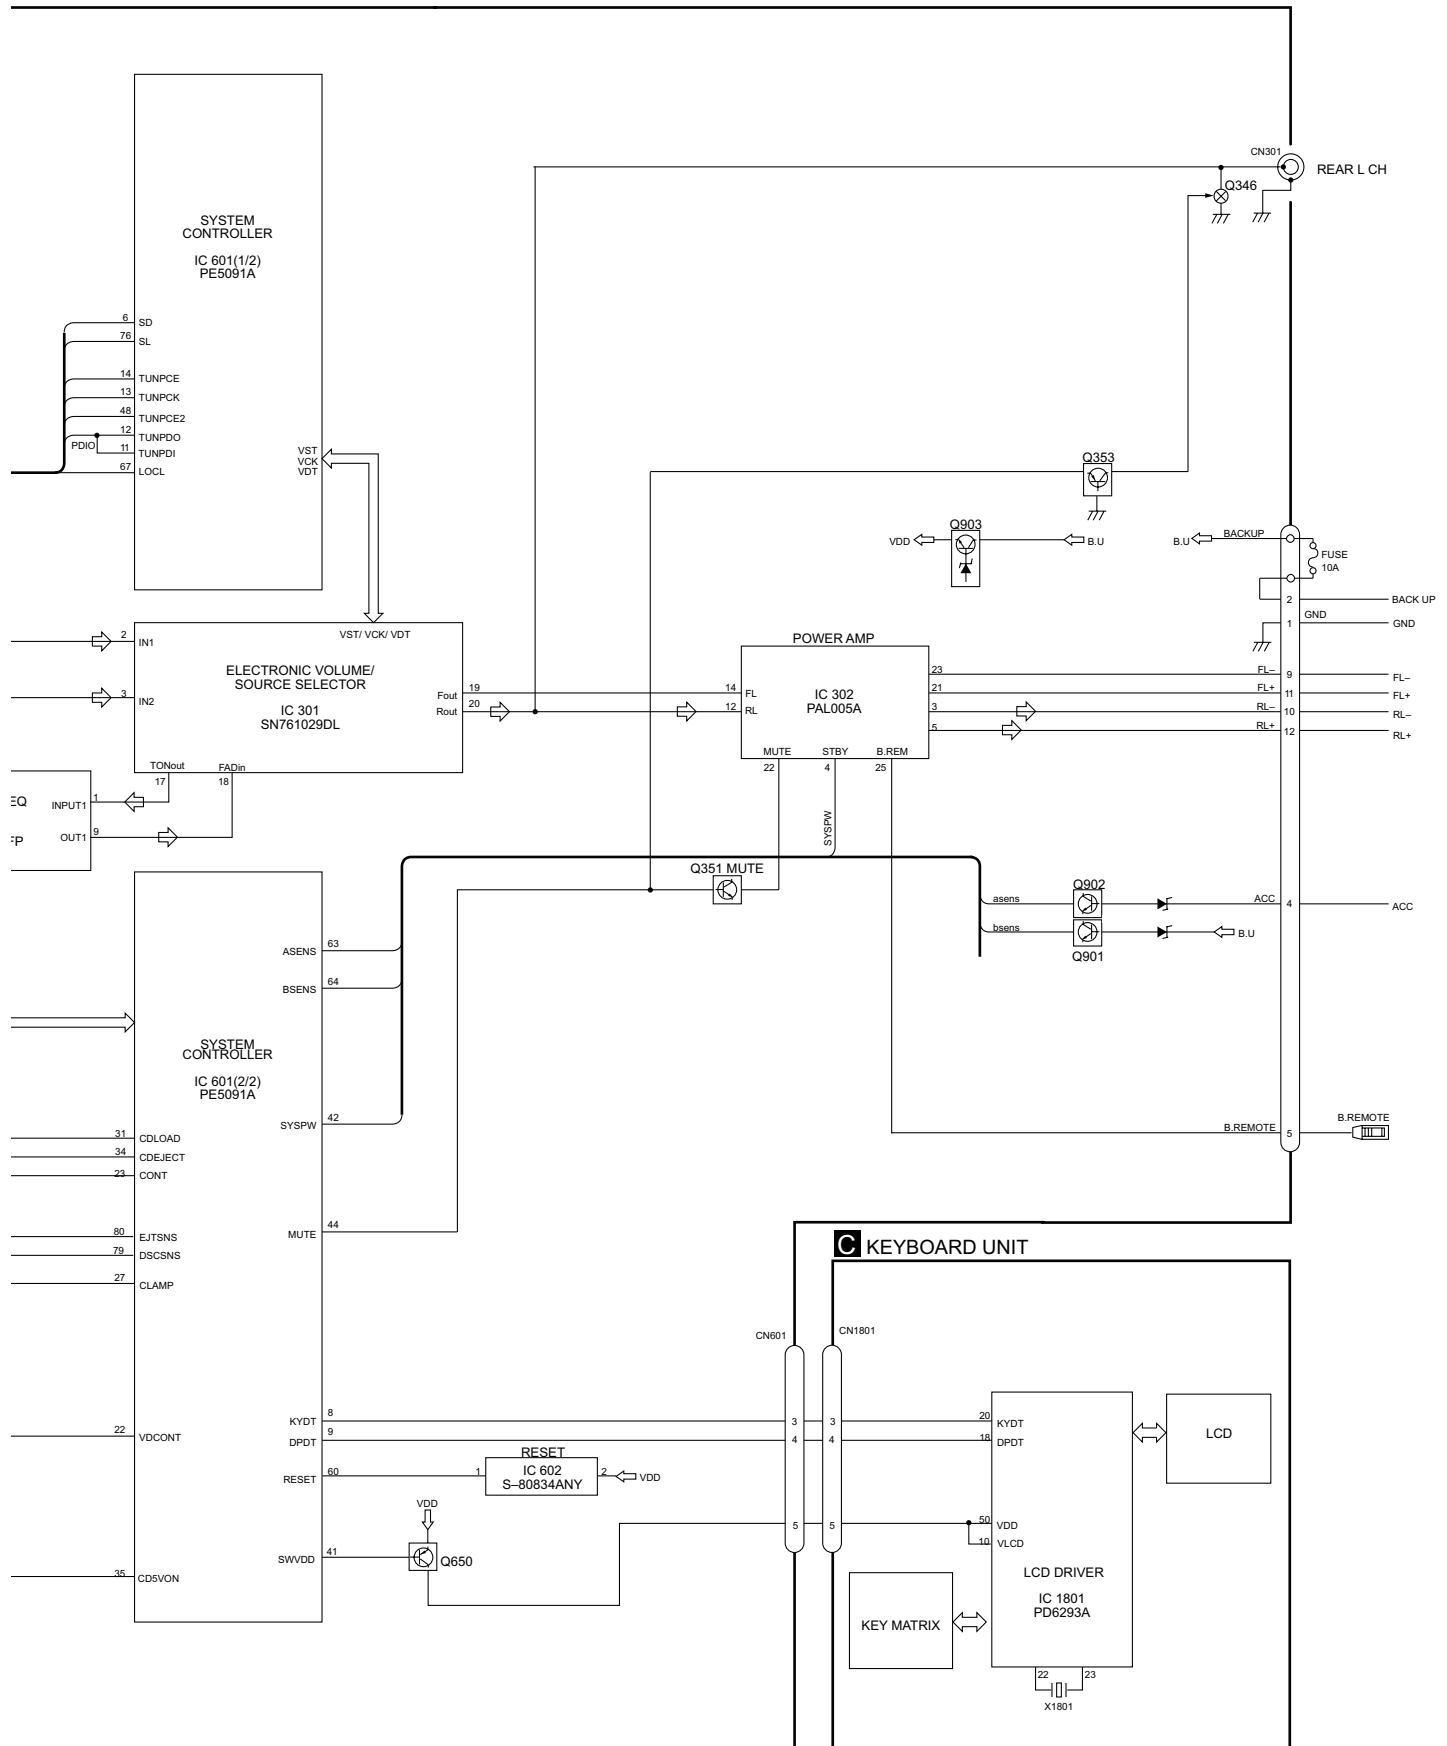 CN301
REAR L CH
Q346
SYSTEM
CONTROLLER
IC 601(1/2)
PE5091A
6
SD
76
SL
14
TUNPCE
13
TUNPCK
48
TUNPCE2
12
TUNPDO
PDIO
11
TUNPDI
67
LOCL
VST
VCK
VDT
Q353
Q903
VDD
B.U
B.U
BACKUP
FUSE
10A
2
BACK UP
GND
1
GND
VST/ VCK/ VDT
2
IN1
3
IN2
ELECTRONIC VOLUME/
SOURCE SELECTOR
IC 301
SN761029DL
Fout
19
Rout
20
TONout
FADin
17
18
POWER AMP
14
FL
12
RL
IC 302
PAL005A
23
21
3
5
MUTE
STBY
B.REM
22
4
25
FL–
9
FL–
FL+
11
FL+
RL–
10
RL–
RL+
12
RL+
EQ
INPUT1
1
FP
OUT1
9
SYSPW
Q351 MUTE
asens
Q902
ACC
4
ACC
bsens
B.U
Q901
ASENS
63
BSENS
64
SYSTEM
CONTROLLER
IC 601(2/2)
PE5091A
SYSPW
42
31
CDLOAD
34
CDEJECT
23
CONT
B.REMOTE
5
B.REMOTE
MUTE
44
80
EJTSNS
79
DSCSNS
27
CLAMP
C KEYBOARD UNIT
CN601
CN1801
KYDT
8
3
3
20
KYDT
DPDT
9
4
4
18
DPDT
LCD
22
VDCONT
RESET
RESET
60
1
IC 602
S–80834ANY
2
VDD
VDD
SWVDD
41
Q650
5
5
50
VDD
10
VLCD
35
CD5VON
LCD DRIVER
IC 1801
PD6293A
KEY MATRIX
22
23
X1801